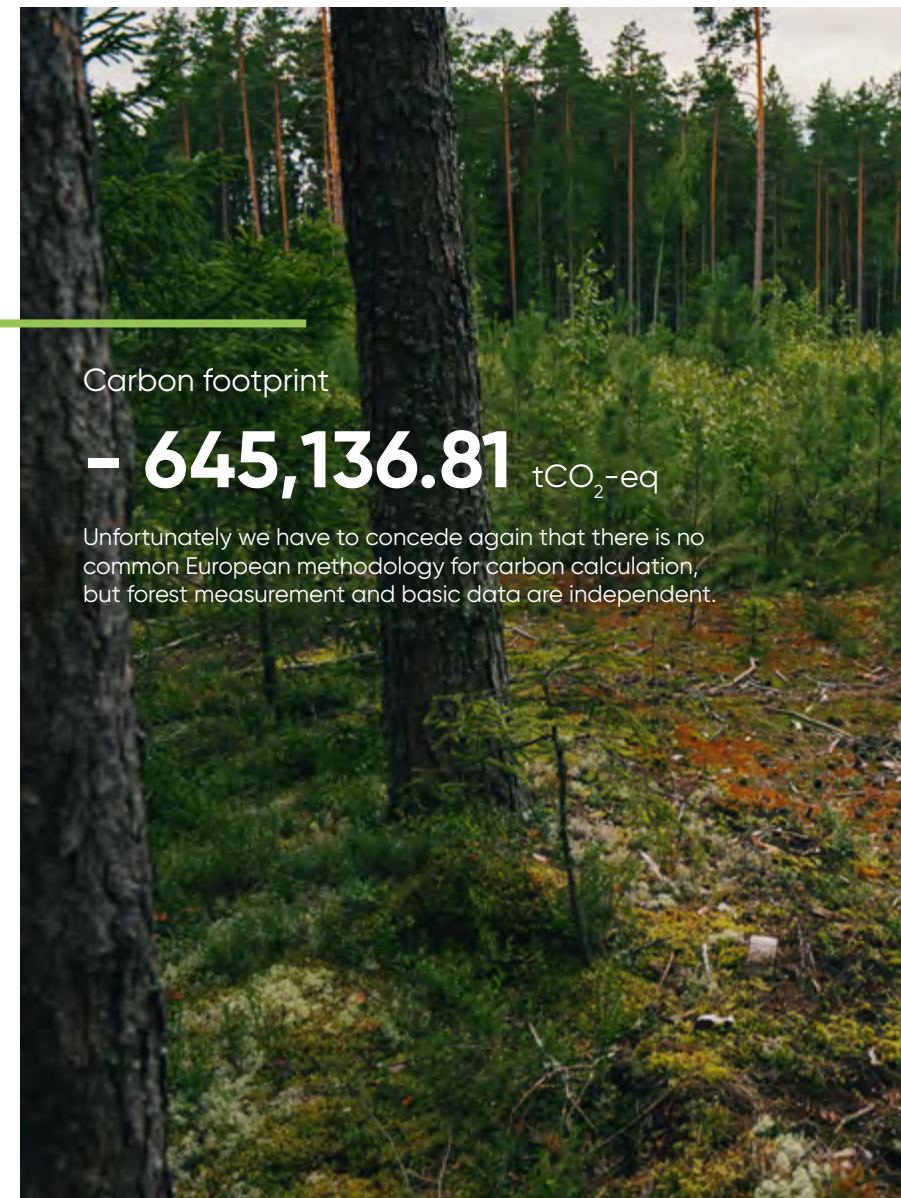 Carbon footprint
- 645,136.81 tCO₂-eq
Unfortunately we have to concede again that there is no
common European methodology for carbon calculation,
but forest measurement and basic data are independent.